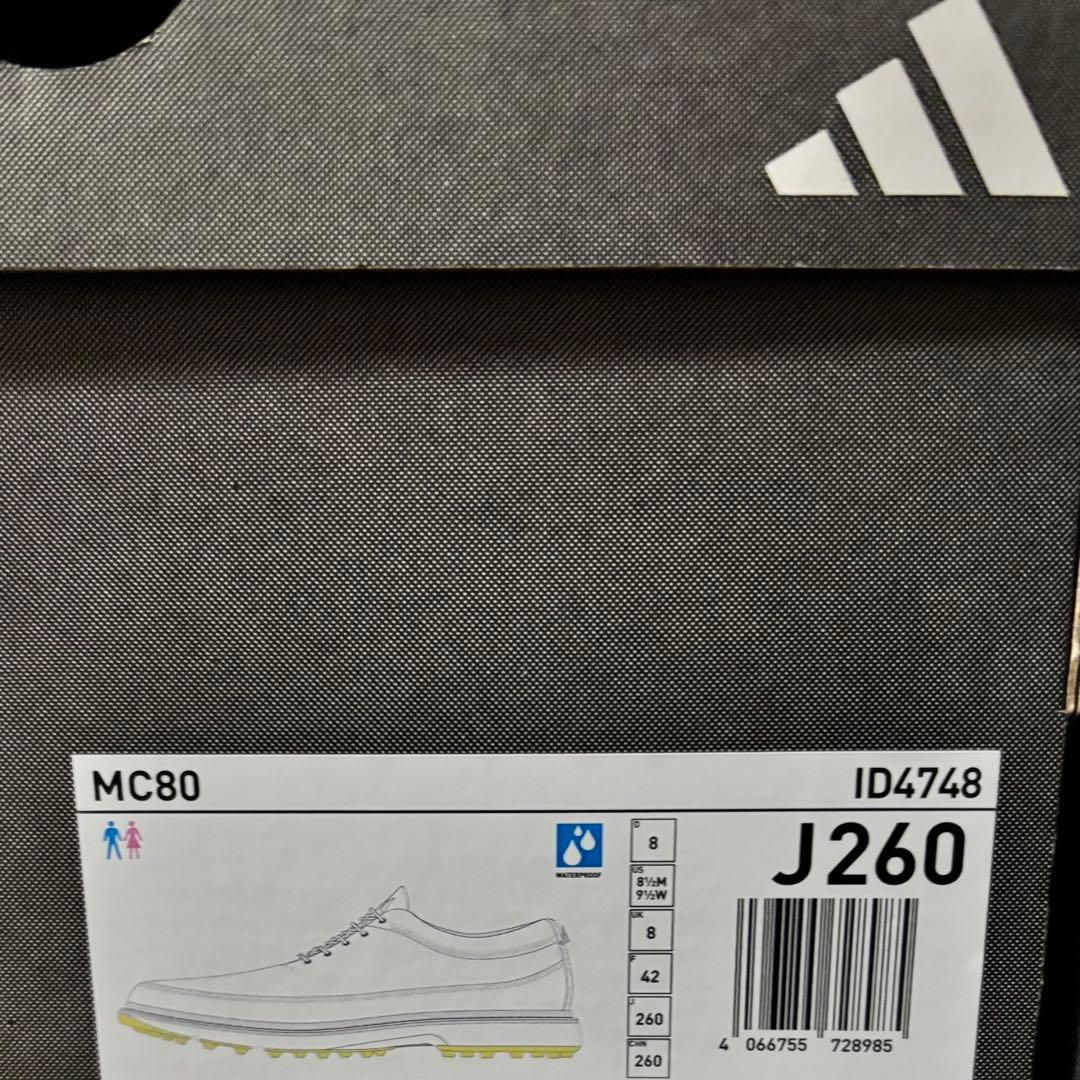 MC80
ID4748
WATERPROOF
D
8
US
8½M
9½W
UK
8
F
42
J
260
CHN
260
J260
4 066755 728985